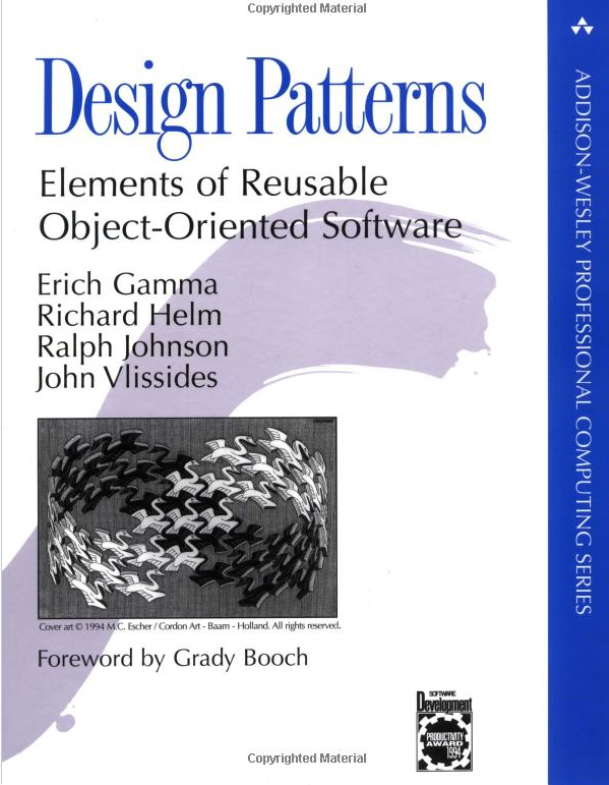 Copyrighted Material
Design Patterns
Elements of Reusable
Object-Oriented Software
Erich Gamma
Richard Helm
Ralph Johnson
John Vlissides
Cover art © 1994 M.C. Escher / Cordon Art - Baarn - Holland. All rights reserved.
Foreword by Grady Booch
SOFTWARE
Development
PRODUCTIVITY
AWARD
1994
Copyrighted Material
ADDISON-WESLEY PROFESSIONAL COMPUTING SERIES